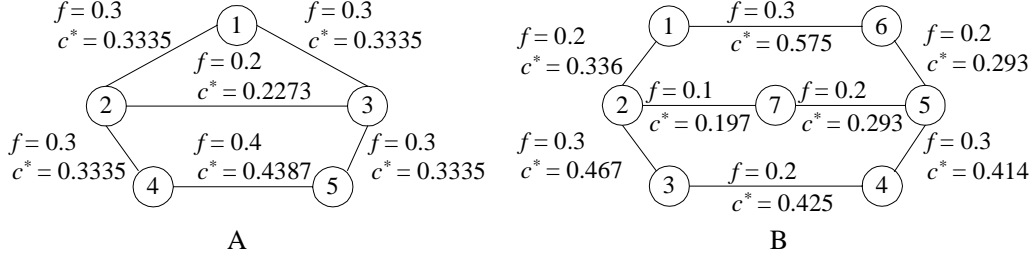 f = 0.3
c* = 0.3335
1
f = 0.3
c* = 0.3335
f = 0.2
c* = 0.2273
2
3
f = 0.3
c* = 0.3335
f = 0.4
c* = 0.4387
f = 0.3
c* = 0.3335
4
5
A
f = 0.2
c* = 0.336
1
f = 0.3
c* = 0.575
6
f = 0.2
c* = 0.293
2
f = 0.1
c* = 0.197
7
f = 0.2
c* = 0.293
5
f = 0.3
c* = 0.467
3
f = 0.2
c* = 0.425
4
f = 0.3
c* = 0.414
B